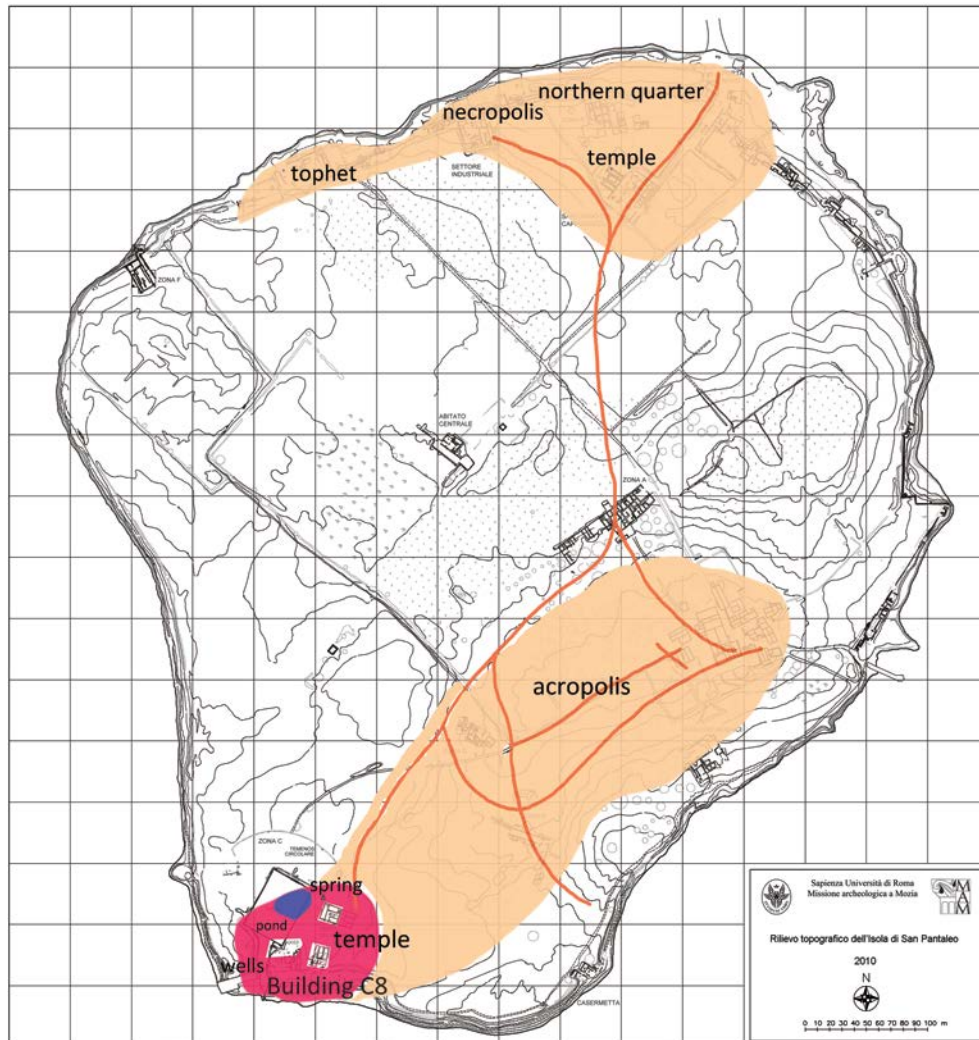 northern quarter
necropolis
temple
tophet
SETTORE
INDUSTRIALE
ZONA F
ABITATO
CENTRALE
ZONA A
acropolis
ZONA C
TEMENOS
CIRCOLARE
spring
pond
temple
wells
Building C8
CASERMETTA
Sapienza Università di Roma
Missione archeologica a Mozia
Rilievo topografico dell'Isola di San Pantaleo
2010
N
0 10 20 30 40 50 60 70 80 90 100 m